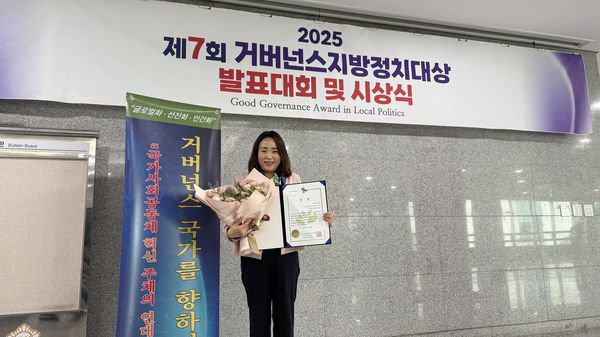 2025
제7회 거버넌스지방정치대상
발표대회 및 시상식
Good Governance Award in Local Politics
"글로벌화·선진화·인간화"
거버넌스 국가를 향하
"국가사회공동체 혁신 주체의 연대
Bulletin Board